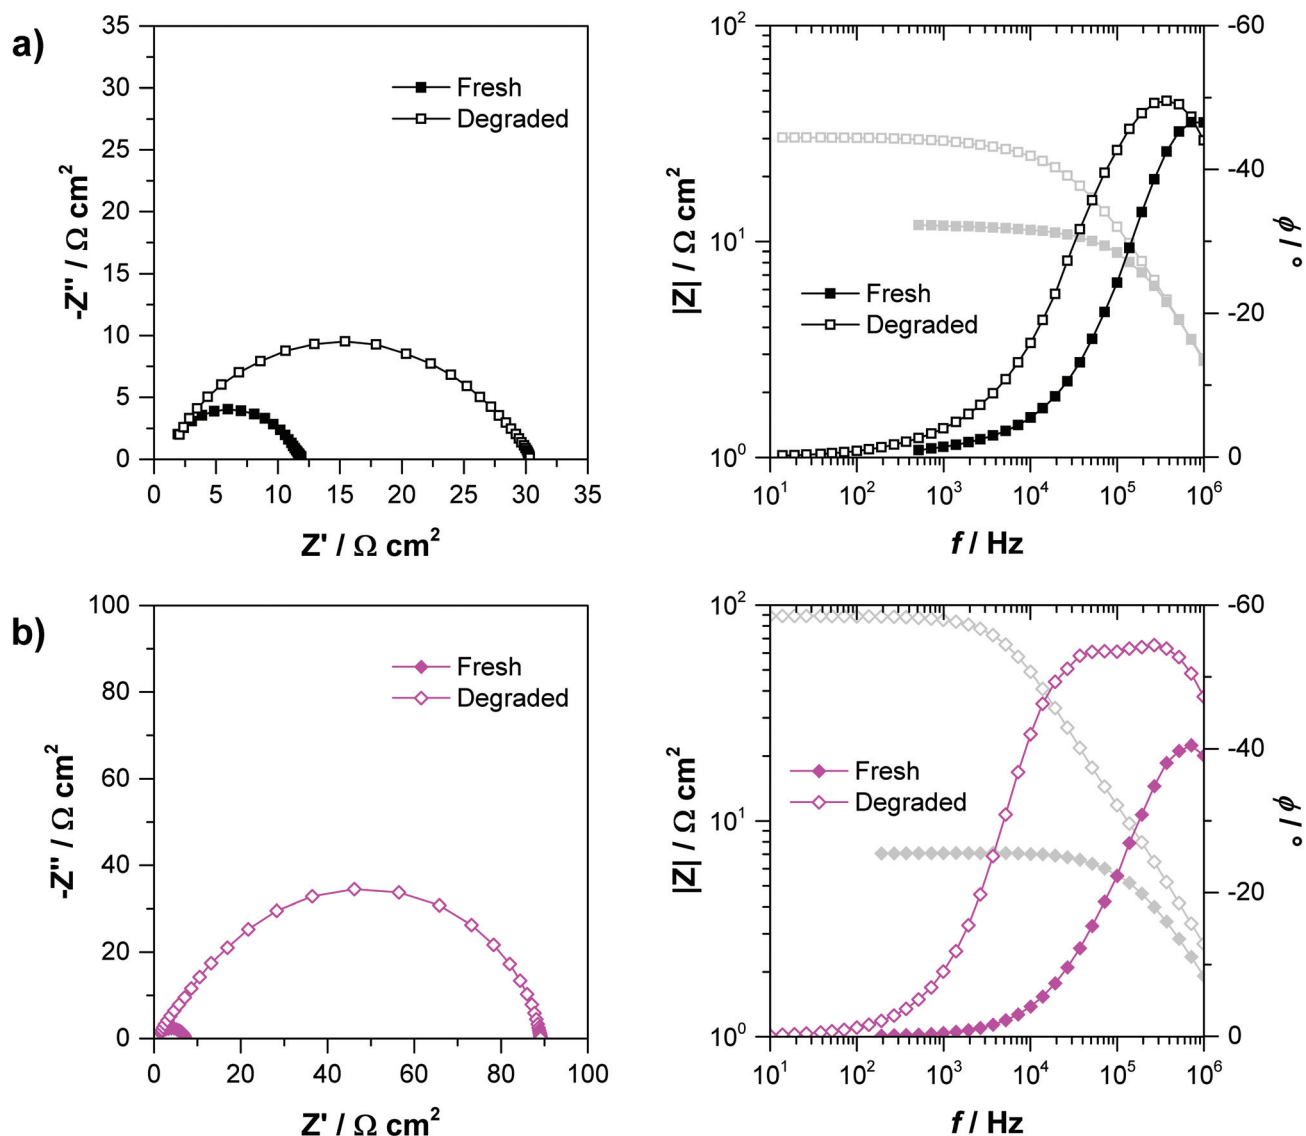 a)
-Z'' / Ω cm²
35
30
25
20
15
10
5
0
0 5 10 15 20 25 30 35
Z' / Ω cm²
Fresh
Degraded
|Z| / Ω cm²
10²
10¹
10⁰
10¹ 10² 10³ 10⁴ 10⁵ 10⁶
f / Hz
-60
-40
-20
0
ϕ / °
Fresh
Degraded
b)
-Z'' / Ω cm²
100
80
60
40
20
0
0 20 40 60 80 100
Z' / Ω cm²
Fresh
Degraded
|Z| / Ω cm²
10²
10¹
10⁰
10¹ 10² 10³ 10⁴ 10⁵ 10⁶
f / Hz
-60
-40
-20
0
ϕ / °
Fresh
Degraded